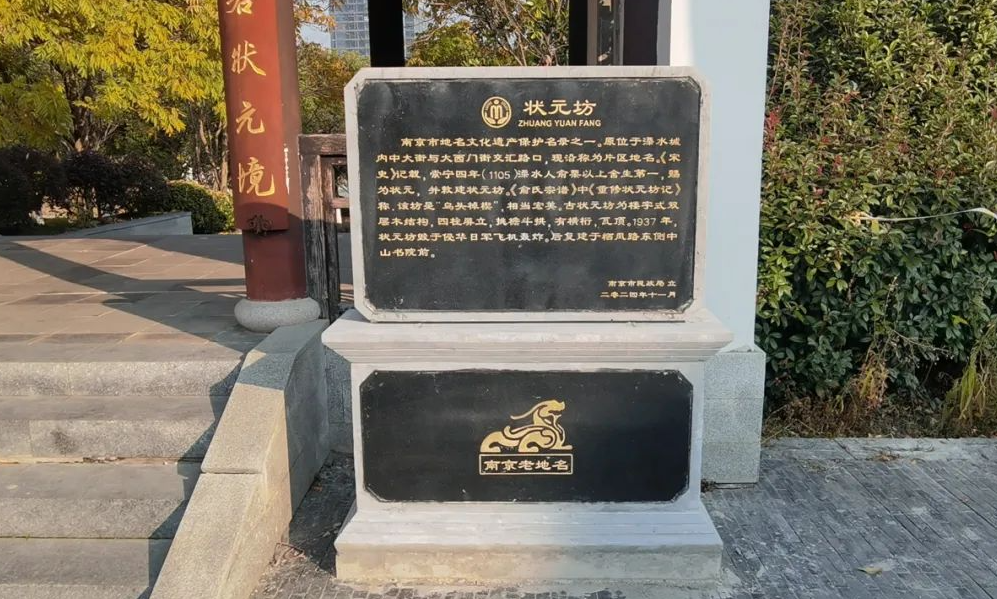 状元境
状元坊
ZHUANG YUAN FANG
南京市地名文化遗产保护名录之一。原位于溧水城
内中大街与大西门街交汇路口，现沿称为片区地名。《宋
史》记载，崇宁四年（1105）溧水人俞栗以上舍生第一，赐
为状元，并敕建状元坊。《俞氏宗谱》中《重修状元坊记》
称，该坊是“乌头棹楔”，相当宏英。古状元坊为楼宇式双
层木结构，四柱屏立，挑檐斗拱，有横桁，瓦顶。1937年，
状元坊毁于侵华日军飞机轰炸。后复建于栖凤路东侧中
山书院前。
南京市民政局 立
二〇二四年十一月
南京老地名